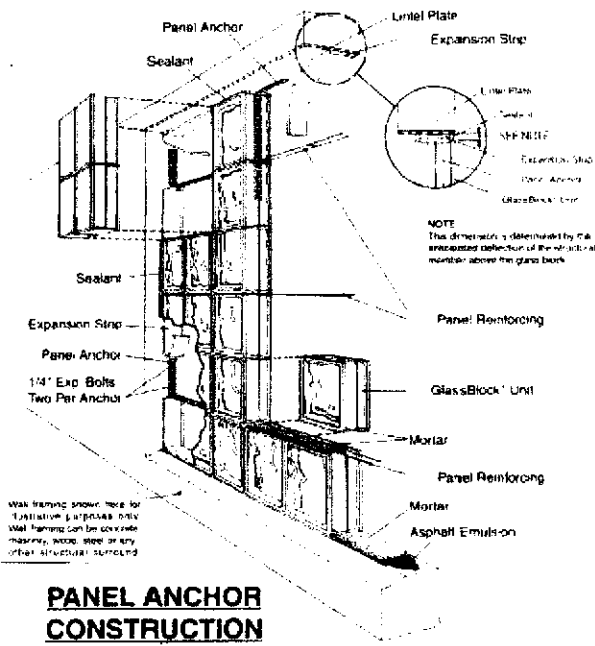 Lintel Plate
Panel Anchor
Expansion Strip
Sealant
Lintel Plate
Sealant
SEE NOTE
Expansion Strip
Panel Anchor
GlassBlock™ Unit
NOTE
This dimension is determined by the
anticipated deflection of the structural
member above the glass block
Sealant
Expansion Strip
Panel Anchor
1/4" Exp. Bolts
Two Per Anchor
Panel Reinforcing
GlassBlock™ Unit
Mortar
Panel Reinforcing
Mortar
Asphalt Emulsion
Wall framing shown here for
illustrative purposes only
Wall framing can be concrete
masonry, wood, steel or any
other structural surround
PANEL ANCHOR
CONSTRUCTION